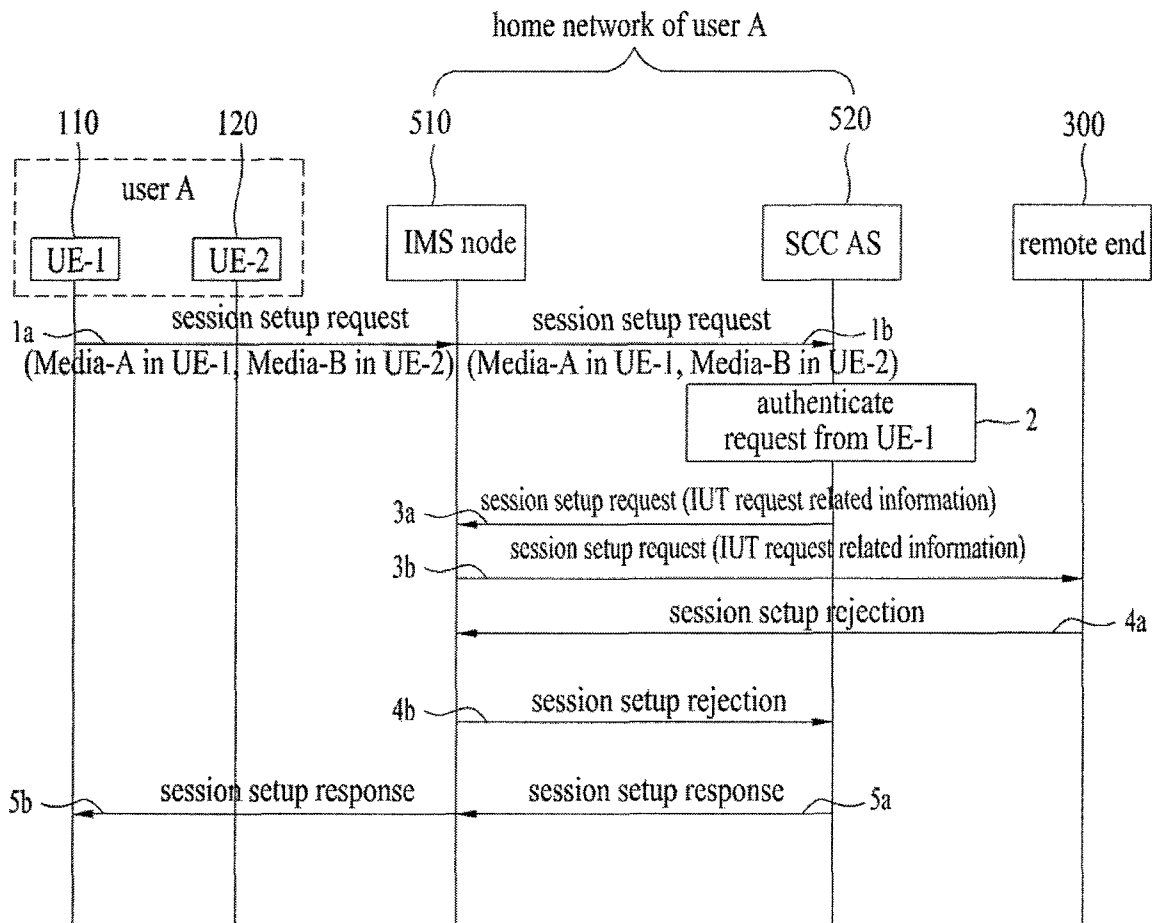 home network of user A
110
120
510
520
300
user A
UE-1
UE-2
IMS node
SCC AS
remote end
1a
session setup request
session setup request
1b
(Media-A in UE-1, Media-B in UE-2)
(Media-A in UE-1, Media-B in UE-2)
authenticate
request from UE-1
2
session setup request (IUT request related information)
3a
session setup request (IUT request related information)
3b
session setup rejection
4a
session setup rejection
4b
session setup response
session setup response
5b
5a